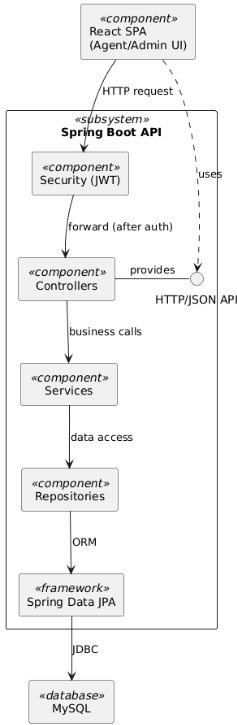 «component»
React SPA
(Agent/Admin UI)
HTTP request
«subsystem»
Spring Boot API
«component»
Security (JWT)
uses
forward (after auth)
«component»
Controllers
provides
HTTP/JSON API
business calls
«component»
Services
data access
«component»
Repositories
ORM
«framework»
Spring Data JPA
JDBC
«database»
MySQL